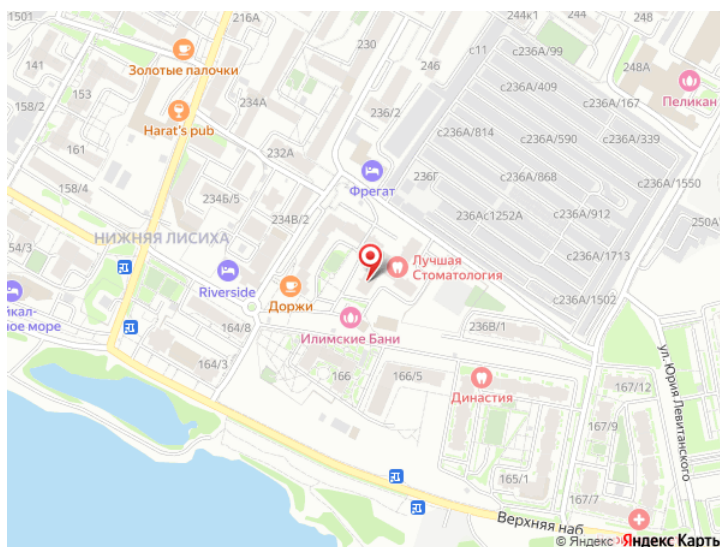 1501
216А
230
244к1
с11
с236А/99
248А
141
Золотые палочки
246
с236А/409
с236А/167
Пеликан
153
158/2
234А
236/2
Harat's pub
с236А/814
с236А/590
с236А/339
161
232А
236Г
с236А/868
с236А/1550
158/4
234Б/5
Фрегат
236Ас1252А
с236А/912
250А
234В/2
154/3
НИЖНЯЯ ЛИСИХА
с236А/1713
Лучшая
Стоматология
Riverside
Доржи
с236А/1502
йкал-
ное море
164/8
Илимские Бани
236В/1
ул. Юрия Левитанского
164/3
166
166/5
Династия
167/12
167/9
165/1
167/7
Верхняя наб
© Яндекс Яндекс Карты